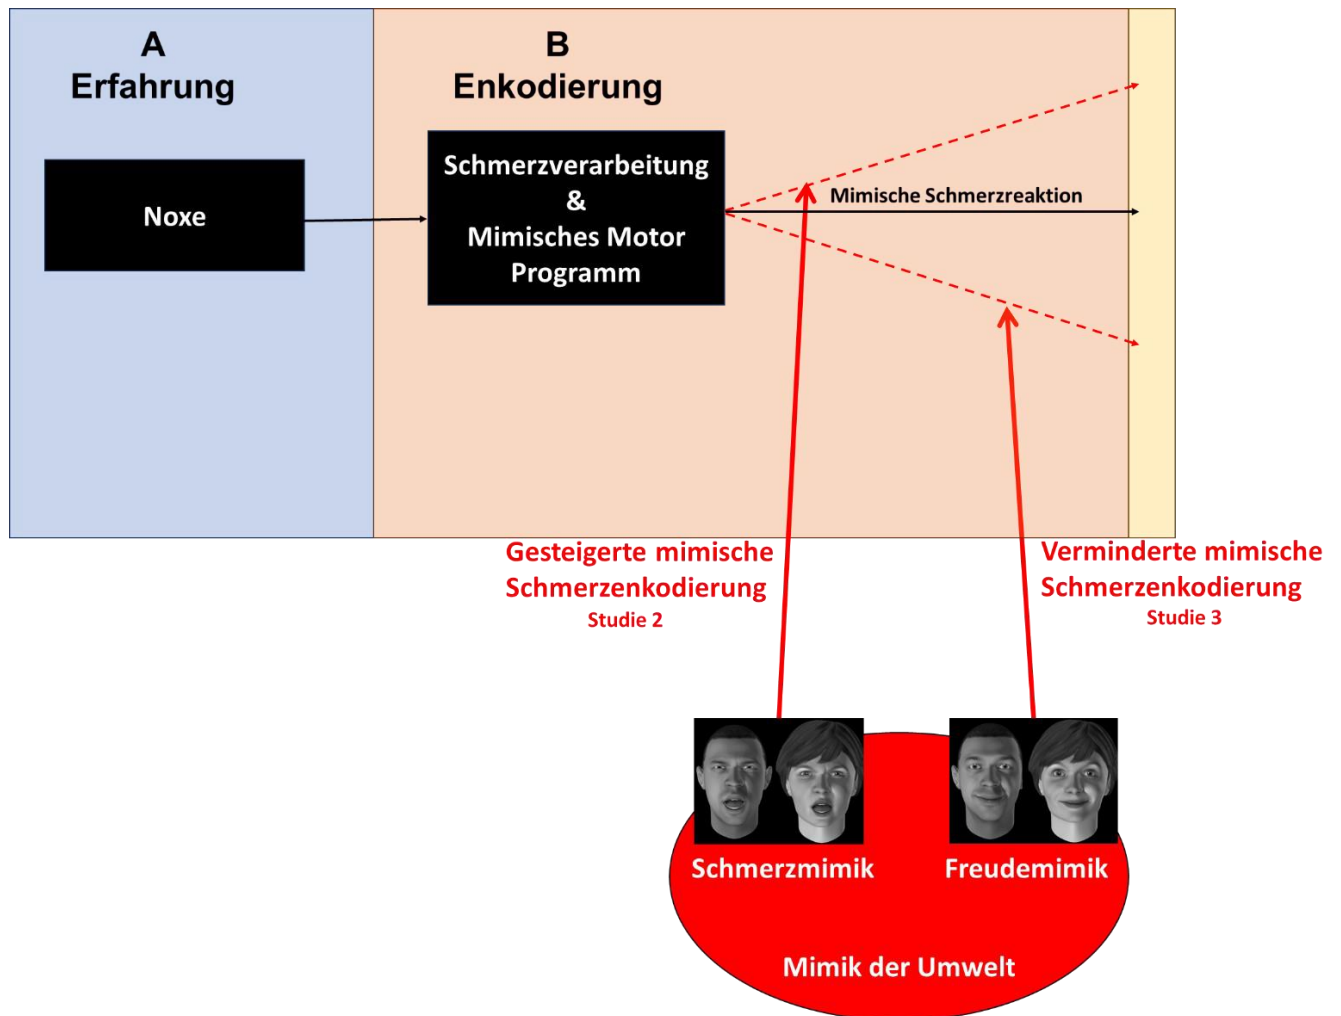 A
Erfahrung
B
Enkodierung
Noxe
Schmerzverarbeitung
&
Mimisches Motor
Programm
Mimische Schmerzreaktion
Gesteigerte mimische
Schmerzenkodierung
Studie 2
Verminderte mimische
Schmerzenkodierung
Studie 3
Schmerzmimik
Freudemimik
Mimik der Umwelt